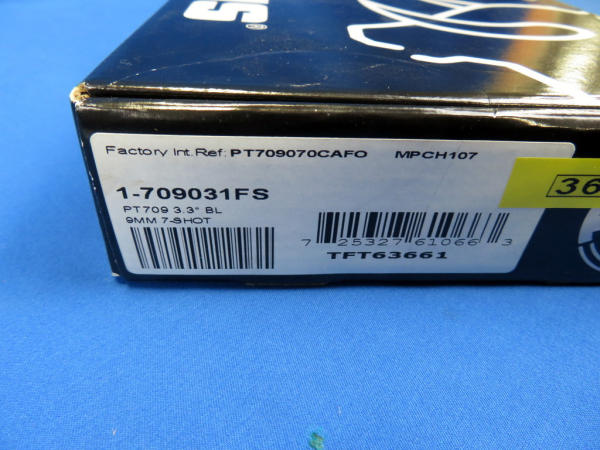 Factory Int.Ref: PT709070CAFO MPCH107
1-709031FS
PT709 3.3" BL
9MM 7-SHOT
7 25327 61066 3
TFT63661
36